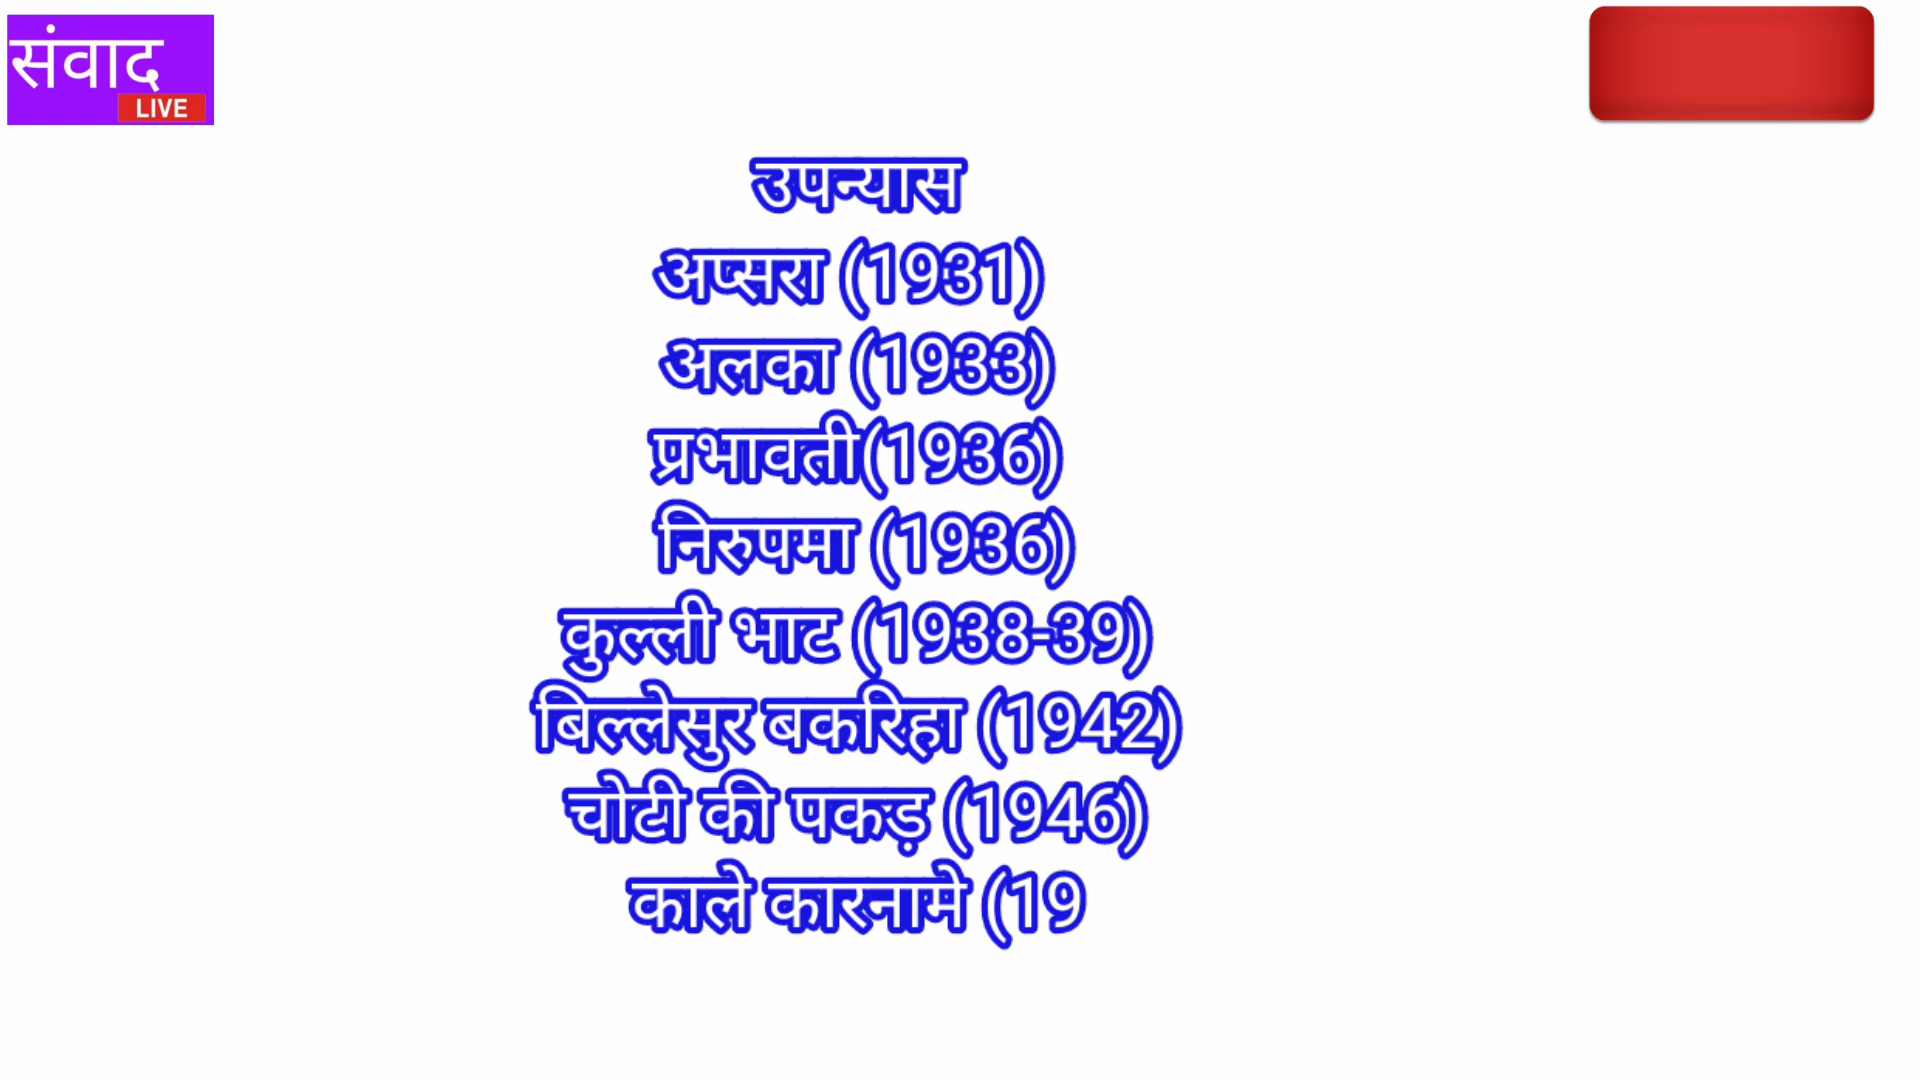 संवाद
LIVE
उपन्यास
अप्सरा (1931)
अलका (1933)
प्रभावती(1936)
निरुपमा (1936)
कुल्ली भाट (1938-39)
बिल्लेसुर बकरिहा (1942)
चोटी की पकड़ (1946)
काले कारनामे (19